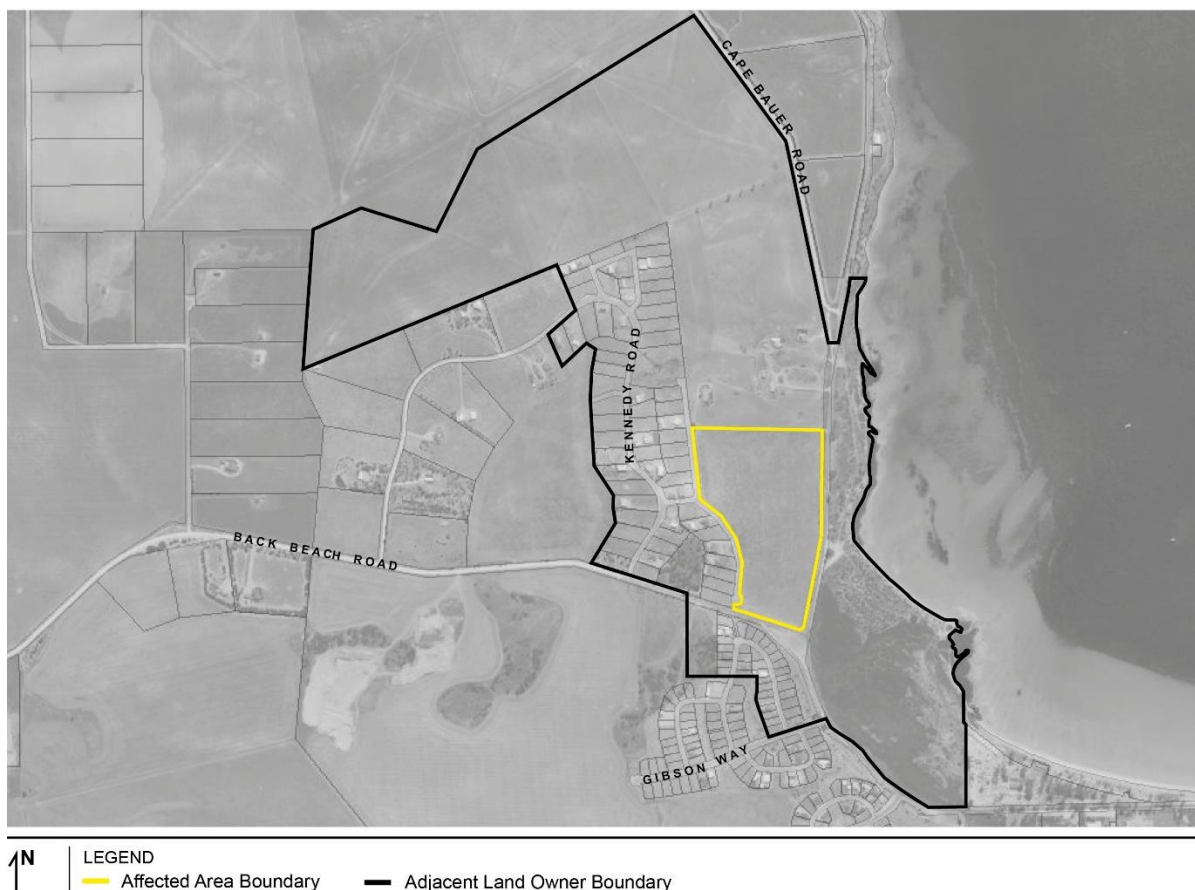 CAPE BAUER ROAD
KENNEDY ROAD
BACK BEACH ROAD
GIBSON WAY
N
LEGEND
Affected Area Boundary
Adjacent Land Owner Boundary